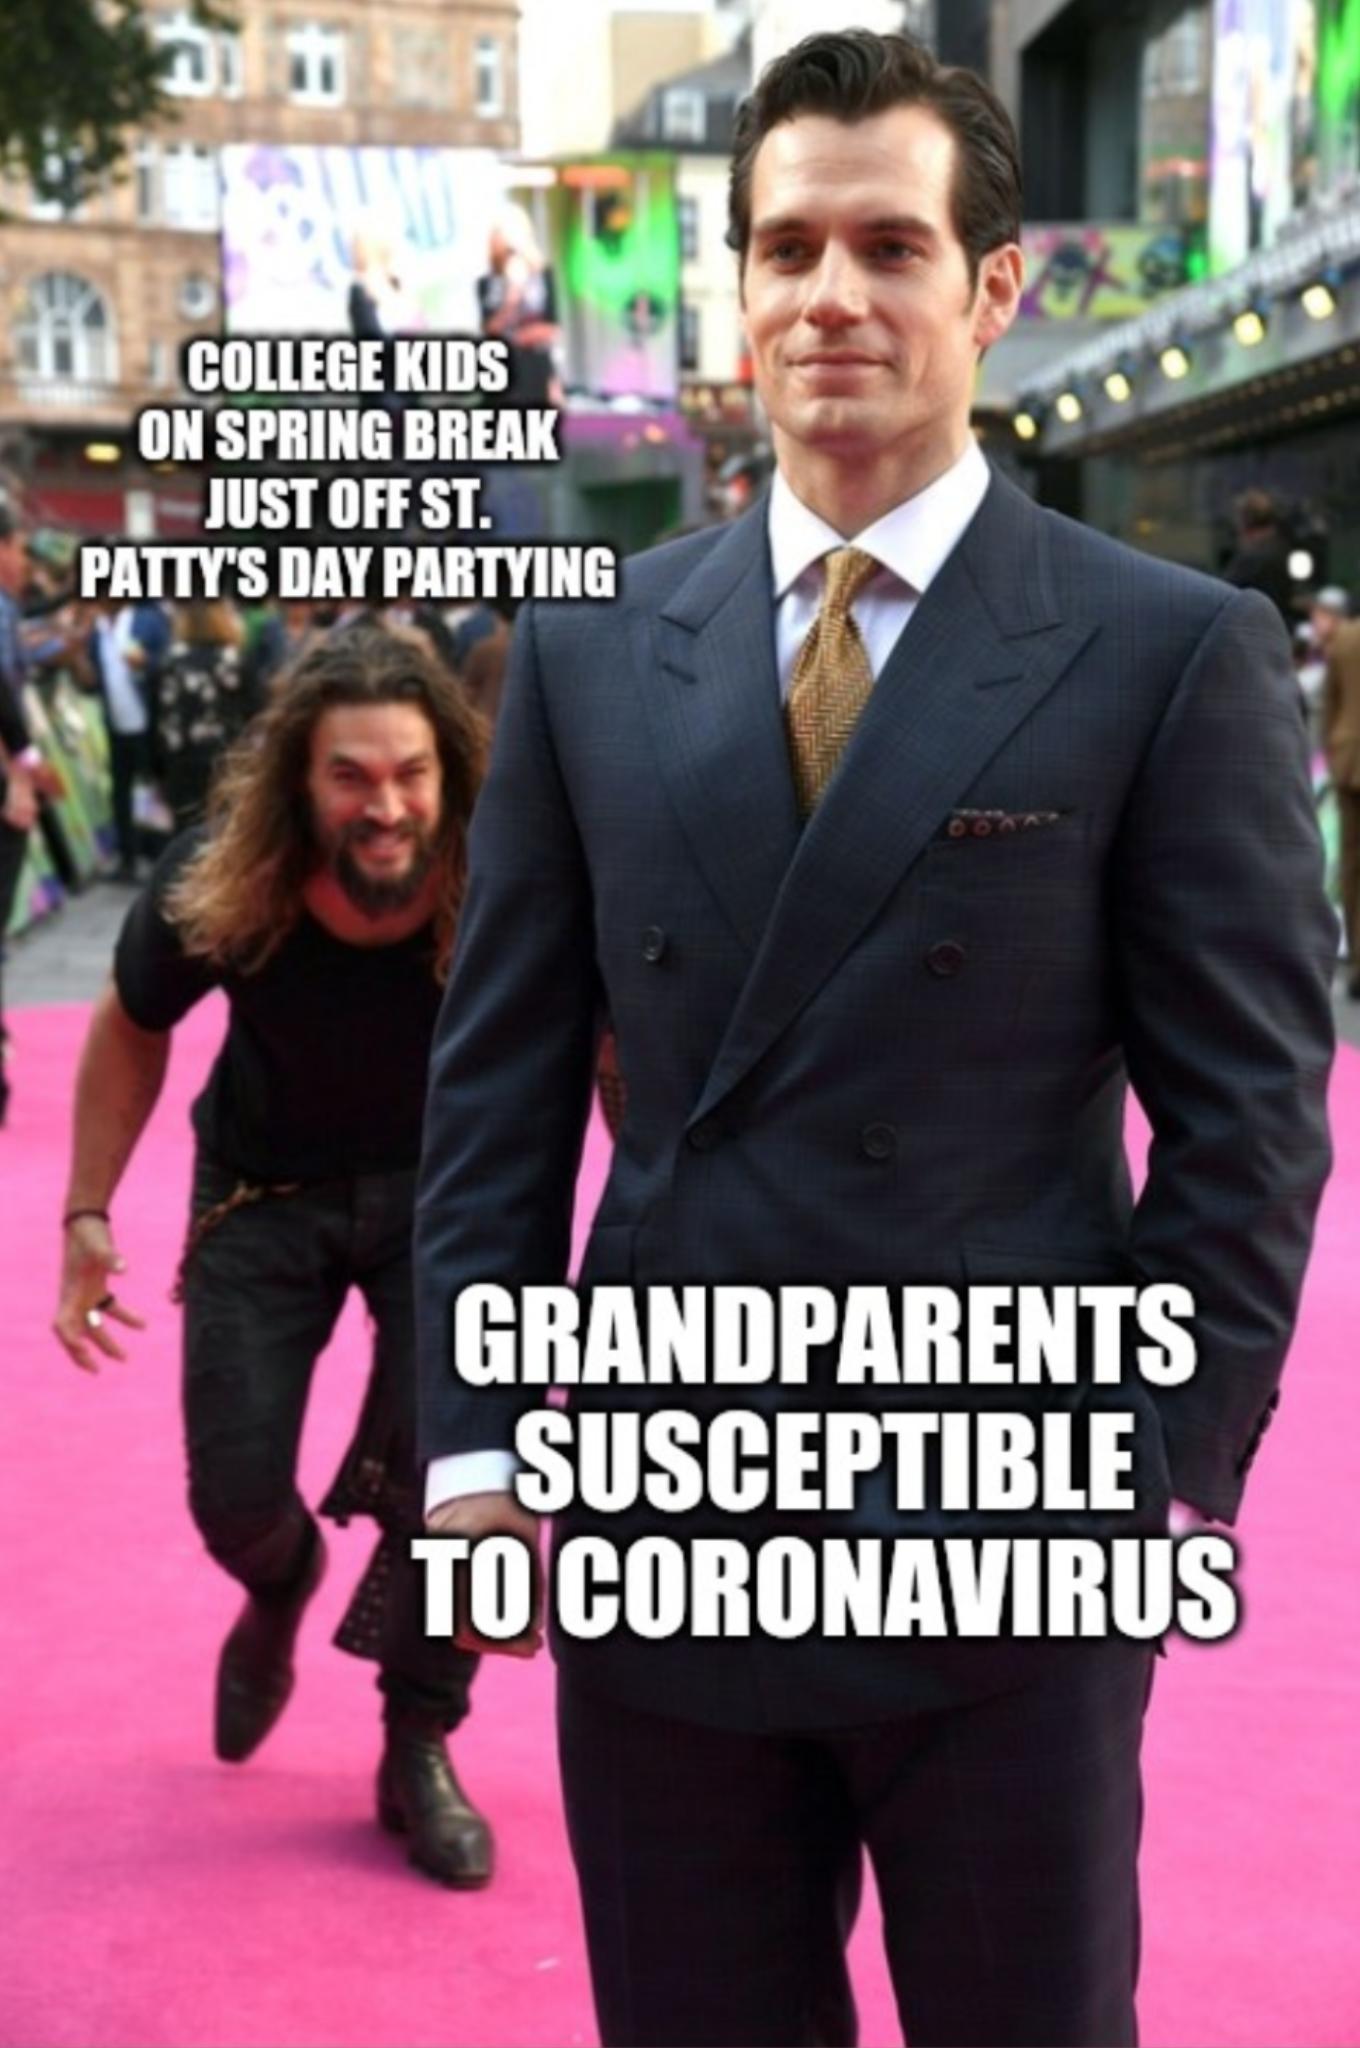 COLLEGE KIDS
ON SPRING BREAK
JUST OFF ST.
PATTY'S DAY PARTYING
GRANDPARENTS
SUSCEPTIBLE
TO CORONAVIRUS